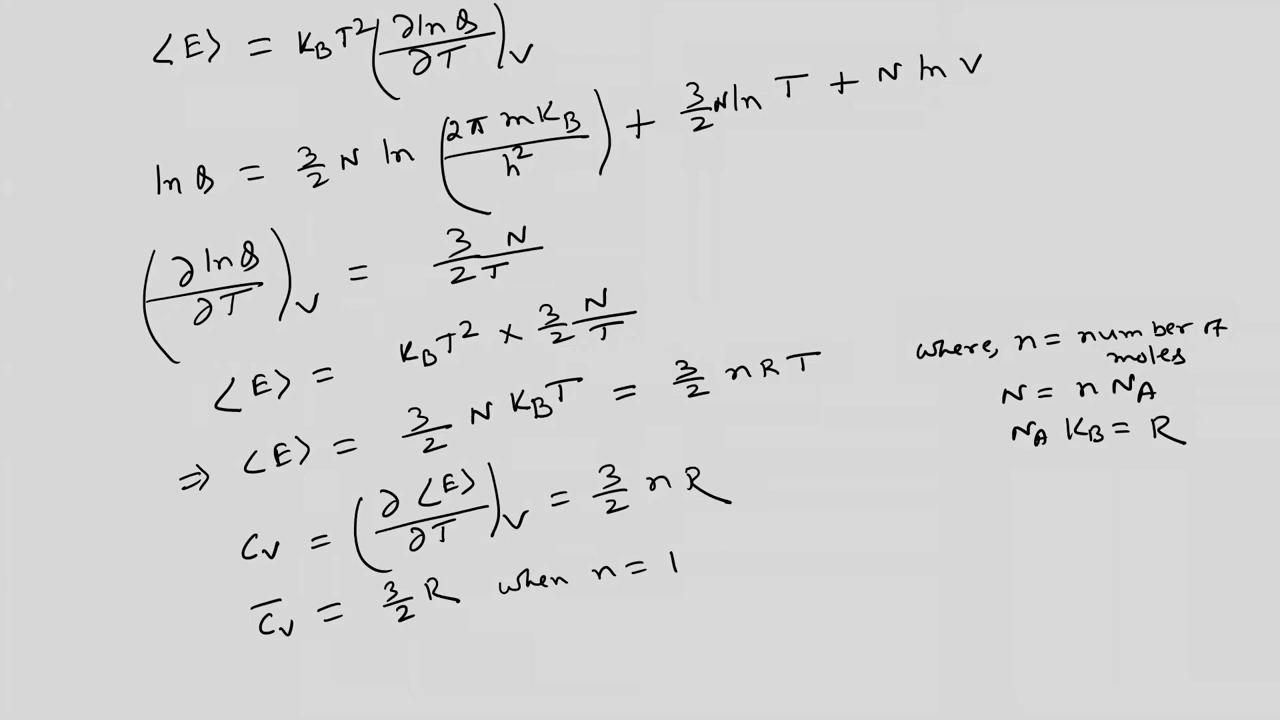 ⟨E⟩ = K_B T² (∂ ln Q / ∂T)_V
ln Q = 3/2 N ln (2π m K_B / h²) + 3/2 N ln T + N ln V
(∂ ln Q / ∂T)_V = 3 N / 2 T
⟨E⟩ = K_B T² × 3/2 N/T
⇒ ⟨E⟩ = 3/2 N K_B T = 3/2 n R T
C_V = (∂⟨E⟩ / ∂T)_V = 3/2 n R
C̅_V = 3/2 R when n = 1
where, n = number of
moles
N = n N_A
N_A K_B = R